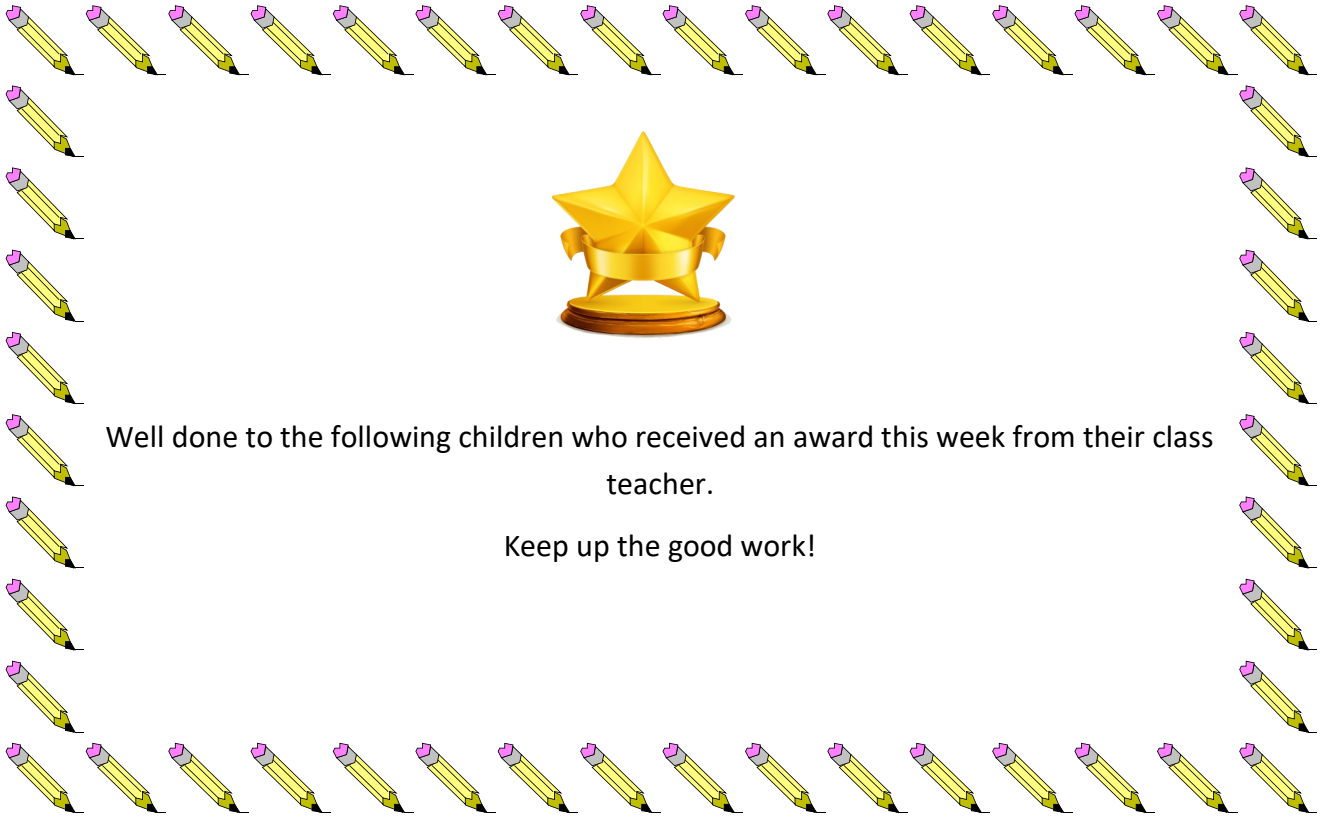 Well done to the following children who received an award this week from their class
teacher.
Keep up the good work!